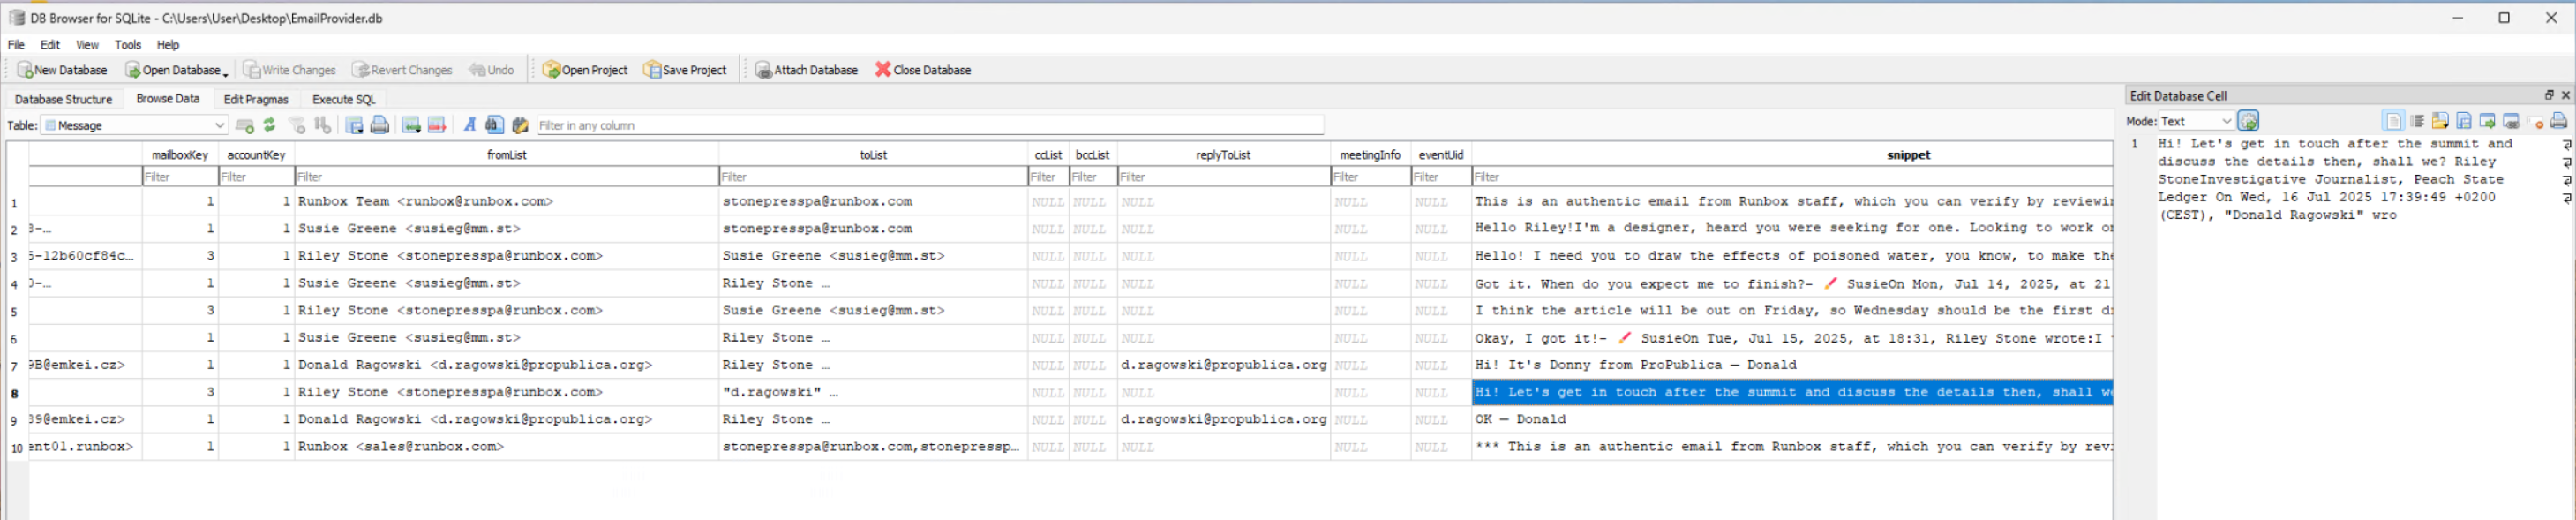 DB Browser for SQLite - C:\Users\User\Desktop\EmailProvider.db
File Edit View Tools Help
New Database Open Database Write Changes Revert Changes Undo Open Project Save Project Attach Database Close Database
Database Structure Browse Data Edit Pragmas Execute SQL
Table: Message Filter in any column
mailboxKey accountKey fromList toList ccList bccList replyToList meetingInfo eventUid snippet
Filter Filter Filter Filter Filter Filter Filter Filter Filter Filter
1 1 1 Runbox Team <runbox@runbox.com> stonepresspa@runbox.com NULL NULL NULL NULL NULL This is an authentic email from Runbox staff, which you can verify by reviewi
2 3-… 1 1 Susie Greene <susieg@mm.st> stonepresspa@runbox.com NULL NULL NULL NULL NULL Hello Riley!I'm a designer, heard you were seeking for one. Looking to work o
3 5-12b60cf84c… 3 1 Riley Stone <stonepresspa@runbox.com> Susie Greene <susieg@mm.st> NULL NULL NULL NULL NULL Hello! I need you to draw the effects of poisoned water, you know, to make the
4 0-… 1 1 Susie Greene <susieg@mm.st> Riley Stone … NULL NULL NULL NULL NULL Got it. When do you expect me to finish?- 🖌️ SusieOn Mon, Jul 14, 2025, at 21
5 3 1 Riley Stone <stonepresspa@runbox.com> Susie Greene <susieg@mm.st> NULL NULL NULL NULL NULL I think the article will be out on Friday, so Wednesday should be the first d
6 1 1 Susie Greene <susieg@mm.st> Riley Stone … NULL NULL NULL NULL NULL Okay, I got it!- 🖌️ SusieOn Tue, Jul 15, 2025, at 18:31, Riley Stone wrote:I
7 9B@emkei.cz> 1 1 Donald Ragowski <d.ragowski@propublica.org> Riley Stone … NULL NULL d.ragowski@propublica.org NULL NULL Hi! It's Donny from ProPublica — Donald
8 3 1 Riley Stone <stonepresspa@runbox.com> "d.ragowski" … NULL NULL NULL NULL NULL Hi! Let's get in touch after the summit and discuss the details then, shall we
9 39@emkei.cz> 1 1 Donald Ragowski <d.ragowski@propublica.org> Riley Stone … NULL NULL d.ragowski@propublica.org NULL NULL OK — Donald
10 ent01.runbox> 1 1 Runbox <sales@runbox.com> stonepresspa@runbox.com,stonepressp… NULL NULL NULL NULL NULL *** This is an authentic email from Runbox staff, which you can verify by revi
Edit Database Cell
Mode: Text
1 Hi! Let's get in touch after the summit and
discuss the details then, shall we? Riley
StoneInvestigative Journalist, Peach State
Ledger On Wed, 16 Jul 2025 17:39:49 +0200
(CEST), "Donald Ragowski" wro